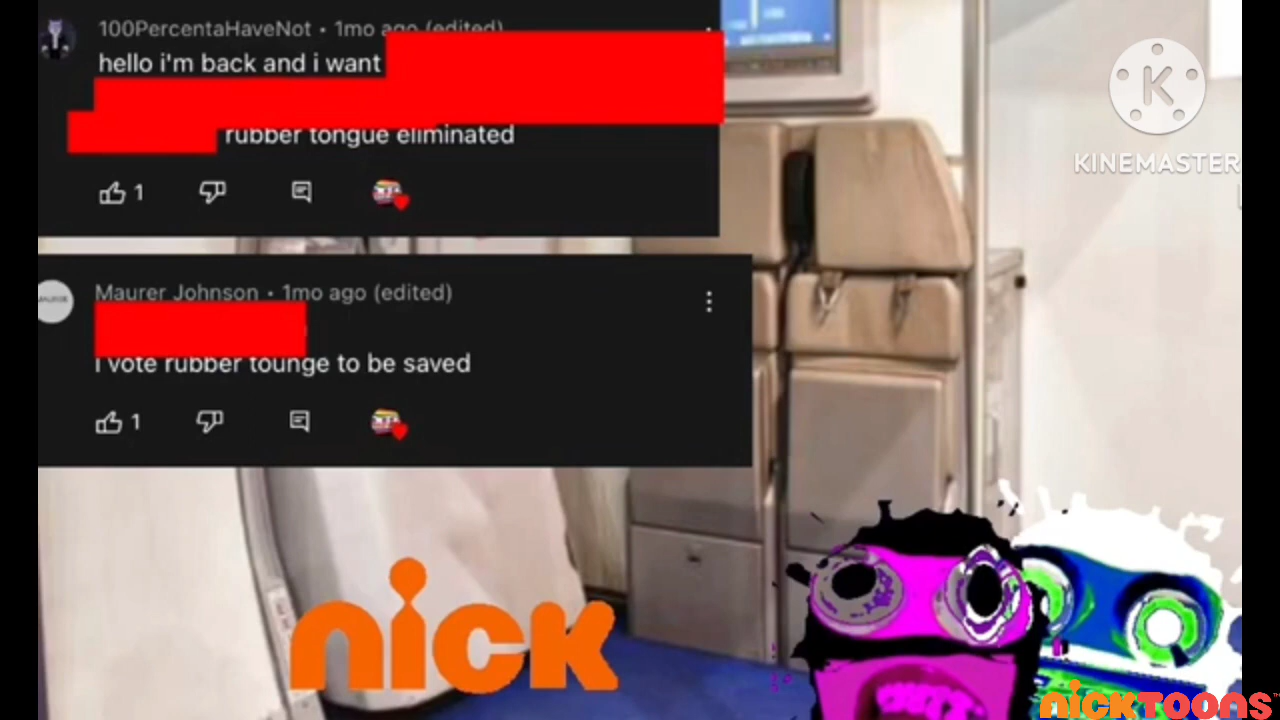 100PercentaHaveNot • 1mo ago (edited)
hello i'm back and i want
rubber tongue eliminated
1
Maurer Johnson • 1mo ago (edited)
i vote rubber tounge to be saved
1
K
KINEMASTER
nick
nicktoons™